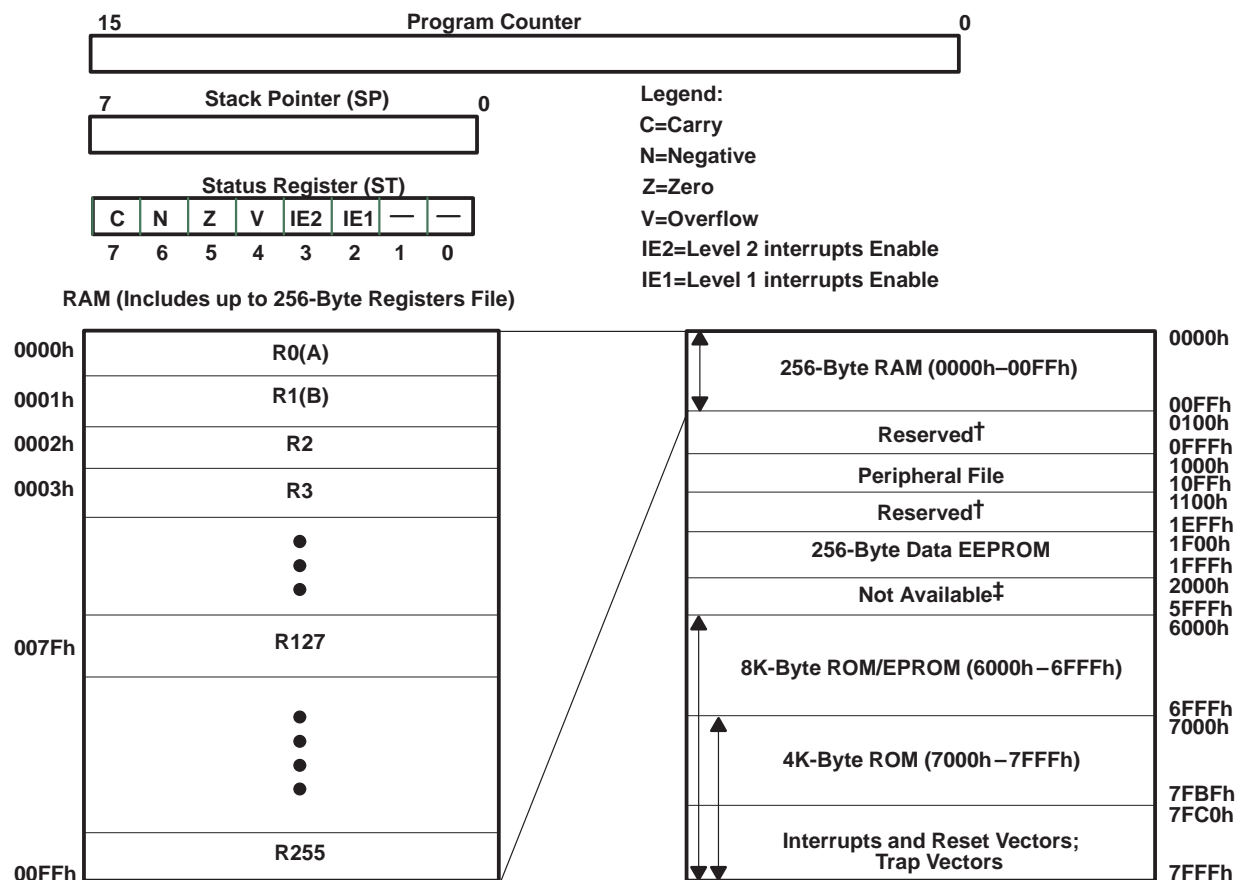 15 Program Counter 0
7 Stack Pointer (SP) 0
Status Register (ST)
C N Z V IE2 IE1 — —
7 6 5 4 3 2 1 0
Legend:
C=Carry
N=Negative
Z=Zero
V=Overflow
IE2=Level 2 interrupts Enable
IE1=Level 1 interrupts Enable
RAM (Includes up to 256-Byte Registers File)
0000h R0(A)
0001h R1(B)
0002h R2
0003h R3
007Fh R127
R255
00FFh
0000h
256-Byte RAM (0000h–00FFh)
00FFh
0100h
Reserved†
0FFFh
1000h
Peripheral File
10FFh
1100h
Reserved†
1EFFh
1F00h
256-Byte Data EEPROM
1FFFh
2000h
Not Available‡
5FFFh
6000h
8K-Byte ROM/EPROM (6000h–6FFFh)
6FFFh
7000h
4K-Byte ROM (7000h–7FFFh)
7FBFh
7FC0h
Interrupts and Reset Vectors;
Trap Vectors
7FFFh